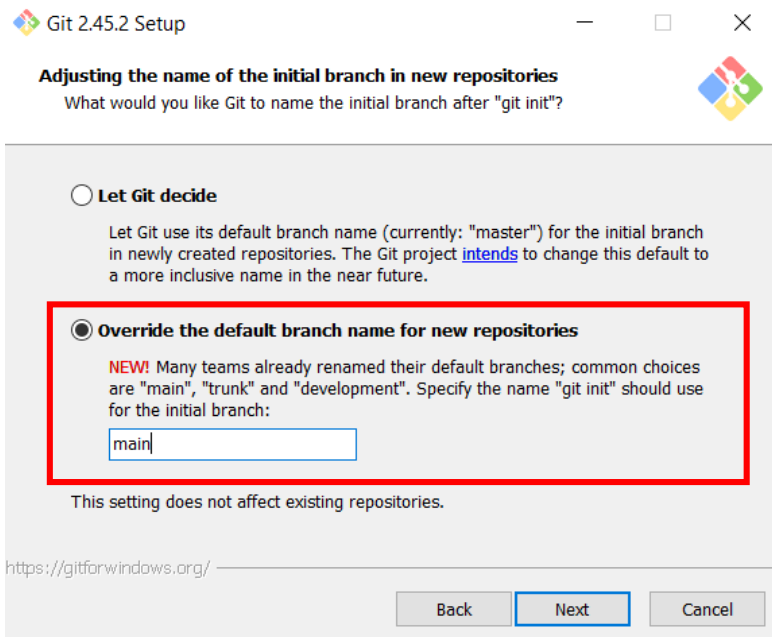 Git 2.45.2 Setup
Adjusting the name of the initial branch in new repositories
What would you like Git to name the initial branch after "git init"?
Let Git decide
Let Git use its default branch name (currently: "master") for the initial branch
in newly created repositories. The Git project intends to change this default to
a more inclusive name in the near future.
Override the default branch name for new repositories
NEW! Many teams already renamed their default branches; common choices
are "main", "trunk" and "development". Specify the name "git init" should use
for the initial branch:
main
This setting does not affect existing repositories.
https://gitforwindows.org/
Back Next Cancel